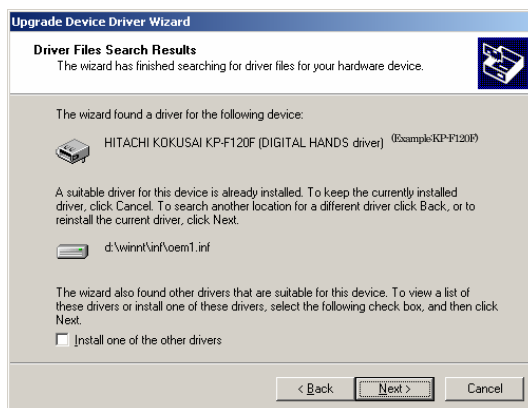 Upgrade Device Driver Wizard
Driver Files Search Results
The wizard has finished searching for driver files for your hardware device.
The wizard found a driver for the following device:
HITACHI KOKUSAI KP-F120F (DIGITAL HANDS driver) (Example:KP-F120F)
A suitable driver for this device is already installed. To keep the currently installed
driver, click Cancel. To search another location for a different driver click Back, or to
reinstall the current driver, click Next.
d:\winnt\inf\oem1.inf
The wizard also found other drivers that are suitable for this device. To view a list of
these drivers or install one of these drivers, select the following check box, and then click
Next.
Install one of the other drivers
< Back Next > Cancel